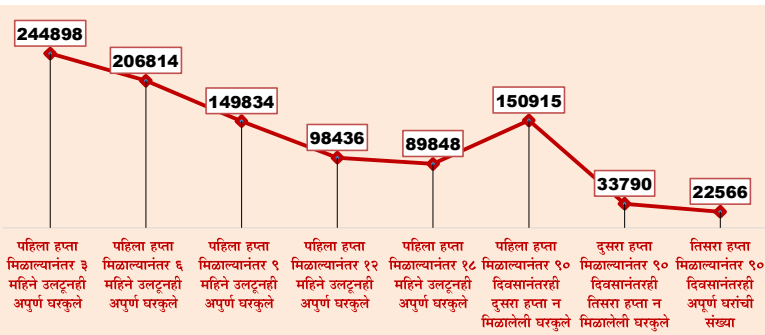 244898
206814
149834
98436
89848
150915
33790
22566
पहिला हप्ता
मिळाल्यानंतर ३
महिने उलटूनही
अपुर्ण घरकुले
पहिला हप्ता
मिळाल्यानंतर ६
महिने उलटूनही
अपुर्ण घरकुले
पहिला हप्ता
मिळाल्यानंतर ९
महिने उलटूनही
अपुर्ण घरकुले
पहिला हप्ता
मिळाल्यानंतर १२
महिने उलटूनही
अपुर्ण घरकुले
पहिला हप्ता
मिळाल्यानंतर १८
महिने उलटूनही
अपुर्ण घरकुले
पहिला हप्ता
मिळाल्यानंतर ९०
दिवसानंतरही
दुसरा हप्ता न
मिळालेली घरकुले
दुसरा हप्ता
मिळाल्यानंतर ९०
दिवसानंतरही
तिसरा हप्ता न
मिळालेली घरकुले
तिसरा हप्ता
मिळाल्यानंतर ९०
दिवसानंतरही
अपूर्ण घरांची
संख्या